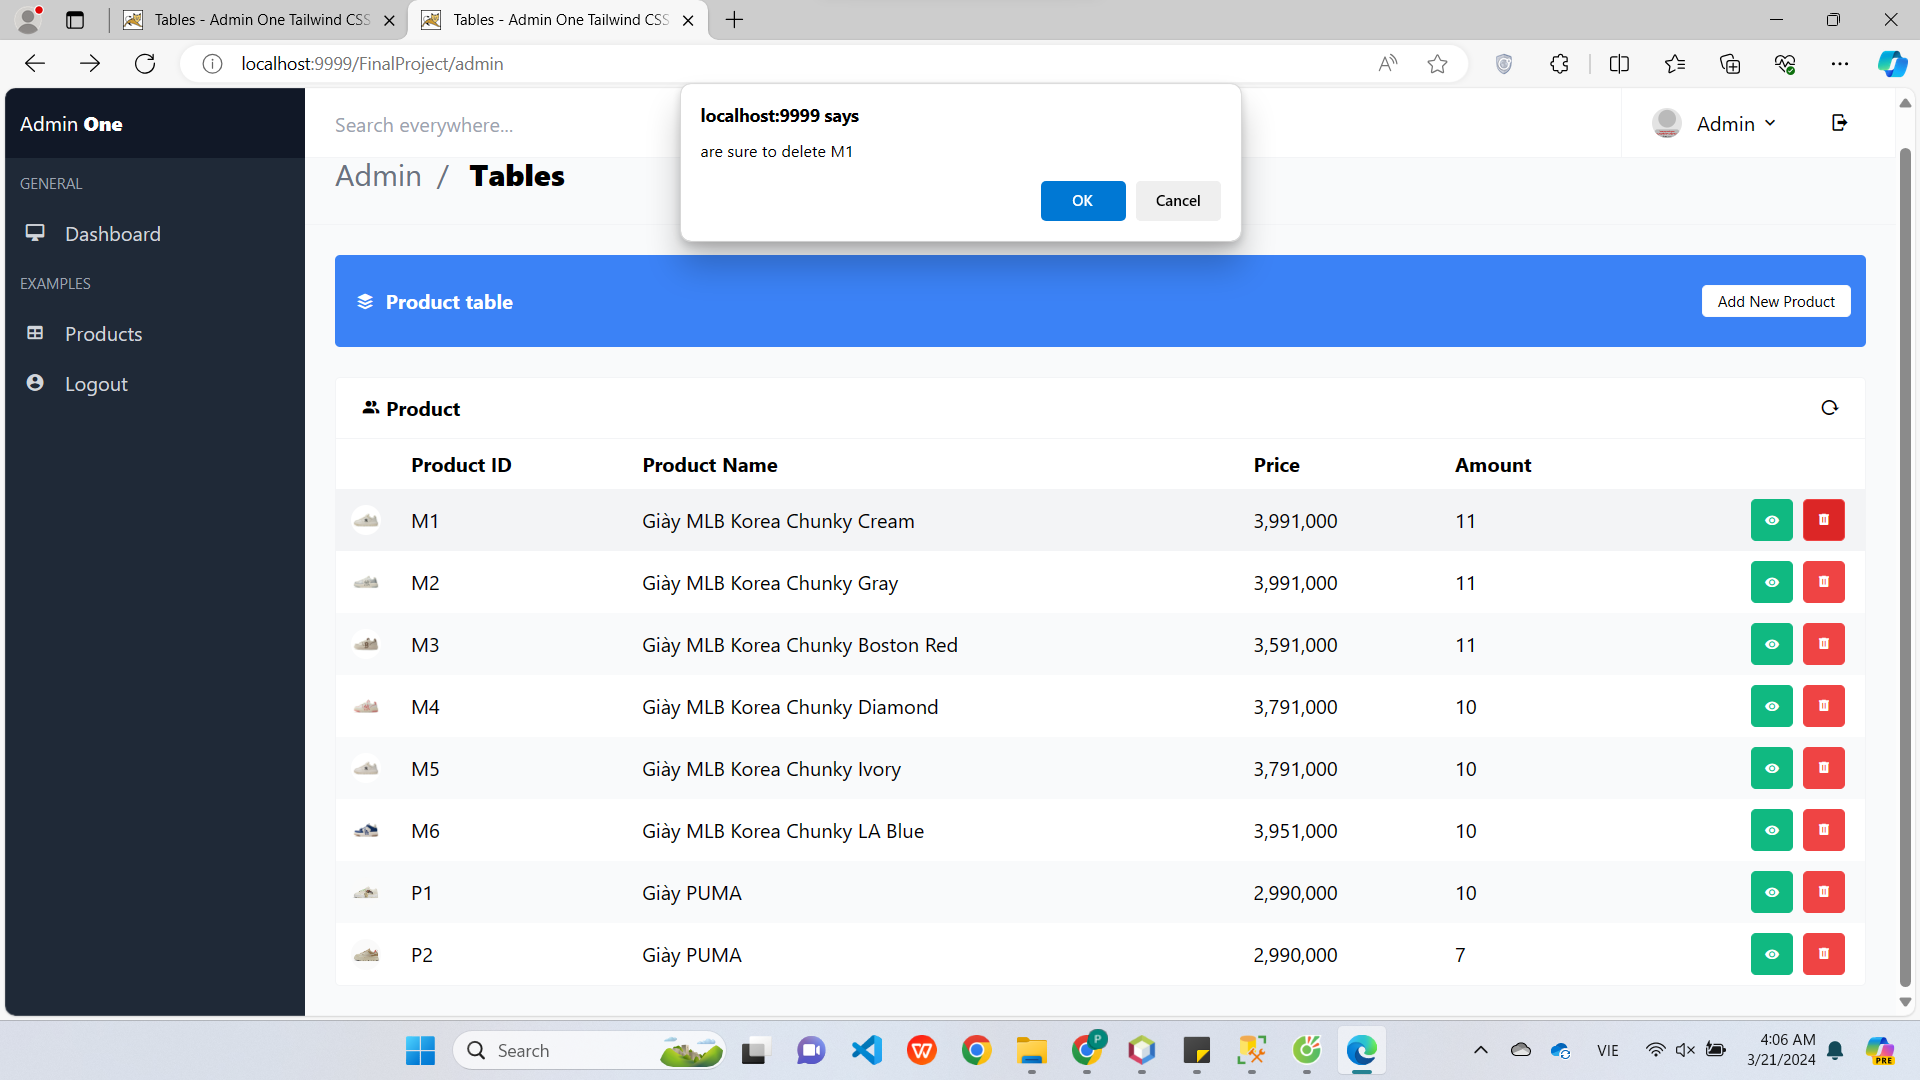 Tables - Admin One Tailwind CSS
Tables - Admin One Tailwind CSS
localhost:9999/FinalProject/admin
Admin One
Search everywhere...
Admin
localhost:9999 says
are sure to delete M1
OK
Cancel
Admin / Tables
GENERAL
Dashboard
EXAMPLES
Products
Logout
Product table
Add New Product
Product
Product ID Product Name Price Amount
M1 Giày MLB Korea Chunky Cream 3,991,000 11
M2 Giày MLB Korea Chunky Gray 3,991,000 11
M3 Giày MLB Korea Chunky Boston Red 3,591,000 11
M4 Giày MLB Korea Chunky Diamond 3,791,000 10
M5 Giày MLB Korea Chunky Ivory 3,791,000 10
M6 Giày MLB Korea Chunky LA Blue 3,951,000 10
P1 Giày PUMA 2,990,000 10
P2 Giày PUMA 2,990,000 7
Search
P
VIE
4:06 AM
3/21/2024
PRE